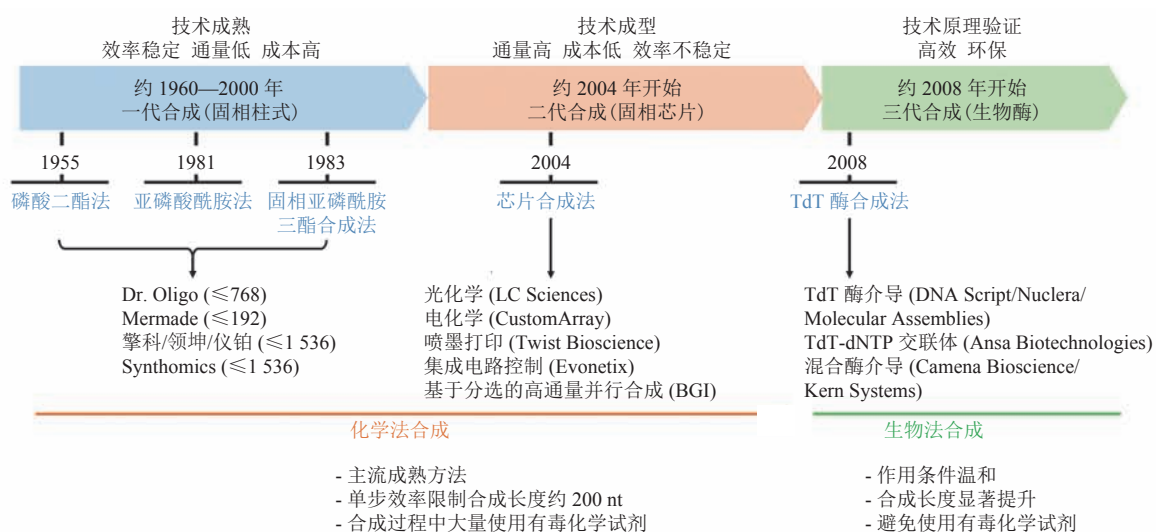 技术成熟
效率稳定 通量低 成本高
技术成型
通量高 成本低 效率不稳定
技术原理验证
高效 环保
约 1960—2000 年
一代合成(固相柱式)
约 2004 年开始
二代合成(固相芯片)
约 2008 年开始
三代合成(生物酶)
1955
磷酸二酯法
1981
亚磷酸酰胺法
1983
固相亚磷酰胺
三酯合成法
2004
芯片合成法
2008
TdT 酶合成法
Dr. Oligo (≤768)
Mermade (≤192)
擎科/领坤/仪铂 (≤1 536)
Synthomics (≤1 536)
光化学 (LC Sciences)
电化学 (CustomArray)
喷墨打印 (Twist Bioscience)
集成电路控制 (Evonetix)
基于分选的高通量并行合成 (BGI)
TdT 酶介导 (DNA Script/Nuclera/
Molecular Assemblies)
TdT-dNTP 交联体 (Ansa Biotechnologies)
混合酶介导 (Camena Bioscience/
Kern Systems)
化学法合成
- 主流成熟方法
- 单步效率限制合成长度约 200 nt
- 合成过程中大量使用有毒化学试剂
生物法合成
- 作用条件温和
- 合成长度显著提升
- 避免使用有毒化学试剂